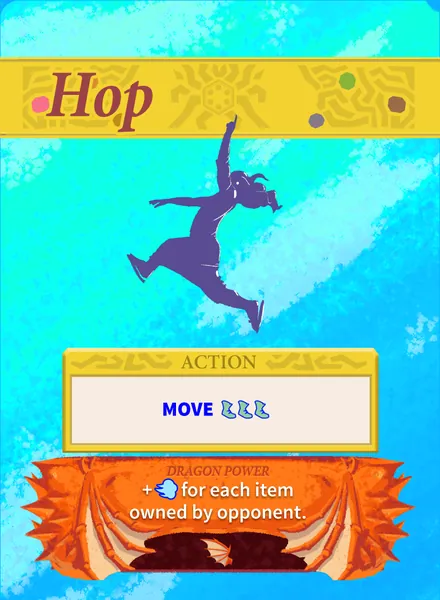 Hop
ACTION
MOVE
DRAGON POWER
+ for each item
owned by opponent.